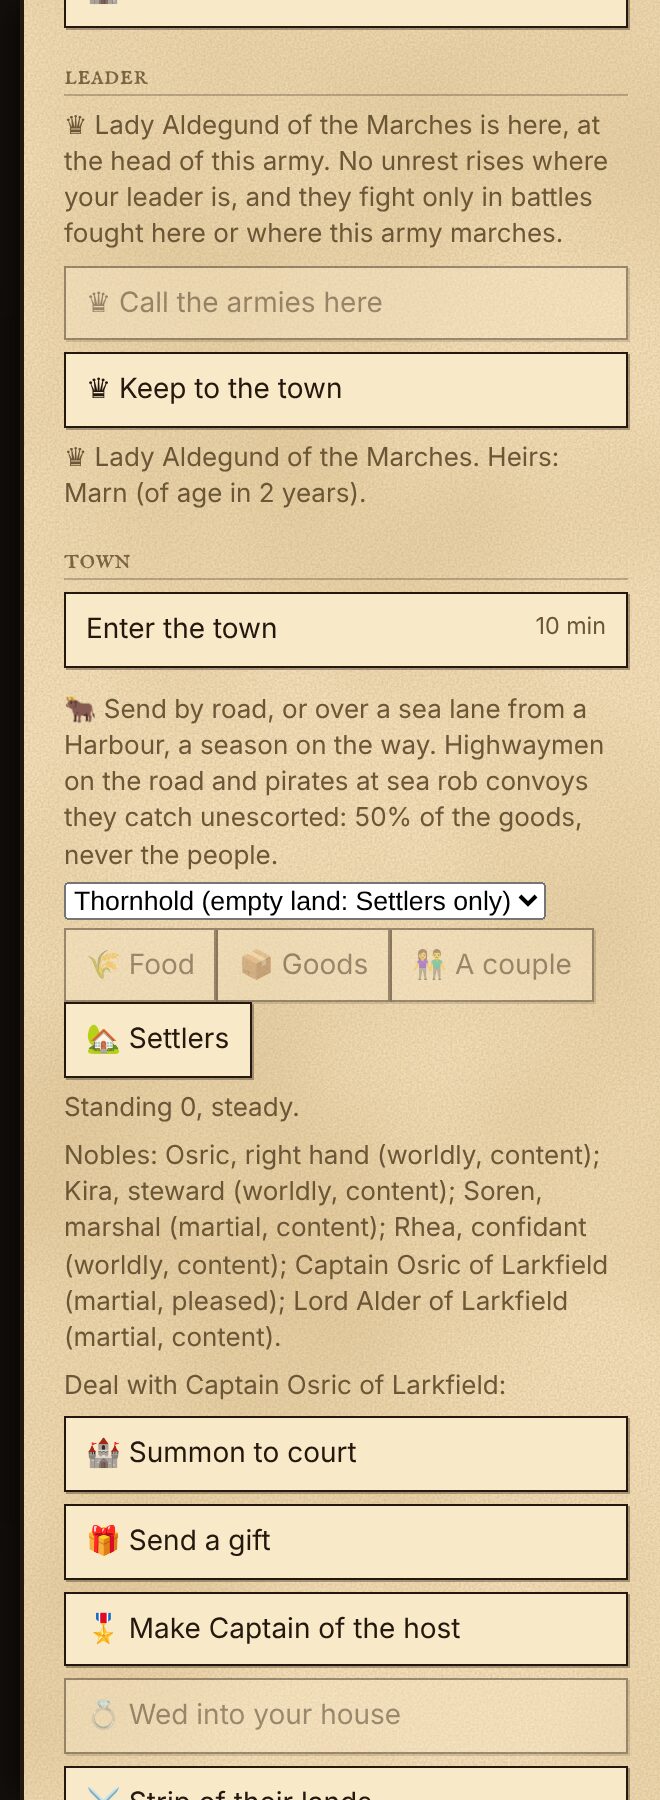 LEADER
♛ Lady Aldegund of the Marches is here, at
the head of this army. No unrest rises where
your leader is, and they fight only in battles
fought here or where this army marches.
♛ Call the armies here
♛ Keep to the town
♛ Lady Aldegund of the Marches. Heirs:
Marn (of age in 2 years).
TOWN
Enter the town 10 min
🐂 Send by road, or over a sea lane from a
Harbour, a season on the way. Highwaymen
on the road and pirates at sea rob convoys
they catch unescorted: 50% of the goods,
never the people.
Thornhold (empty land: Settlers only)
🌾 Food 📦 Goods 👫 A couple
🏡 Settlers
Standing 0, steady.
Nobles: Osric, right hand (worldly, content);
Kira, steward (worldly, content); Soren,
marshal (martial, content); Rhea, confidant
(worldly, content); Captain Osric of Larkfield
(martial, pleased); Lord Alder of Larkfield
(martial, content).
Deal with Captain Osric of Larkfield:
🏰 Summon to court
🎁 Send a gift
🎖️ Make Captain of the host
💍 Wed into your house
⚔️ Strip of their lands